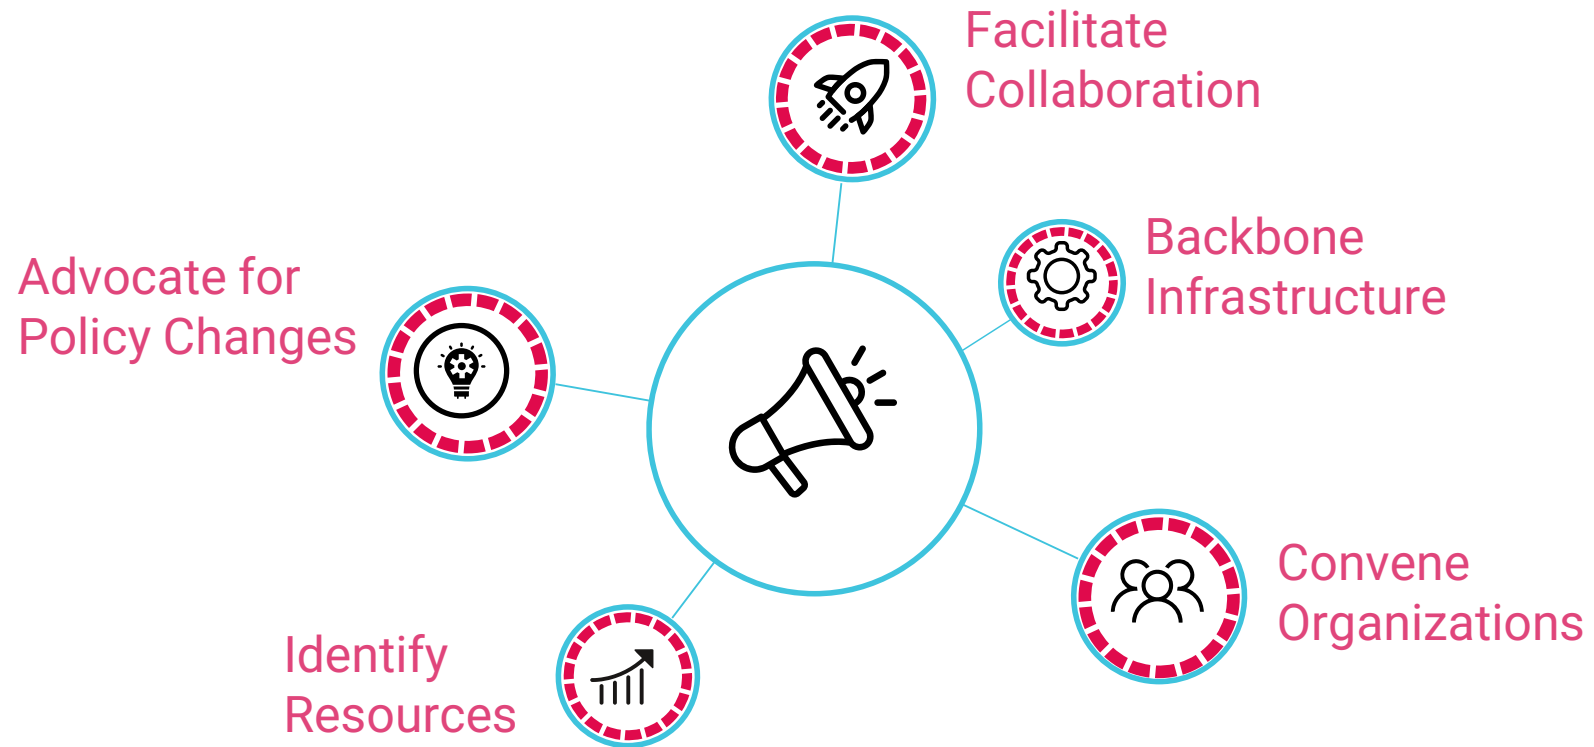 Facilitate
Collaboration
Backbone
Infrastructure
Advocate for
Policy Changes
Convene
Organizations
Identify
Resources